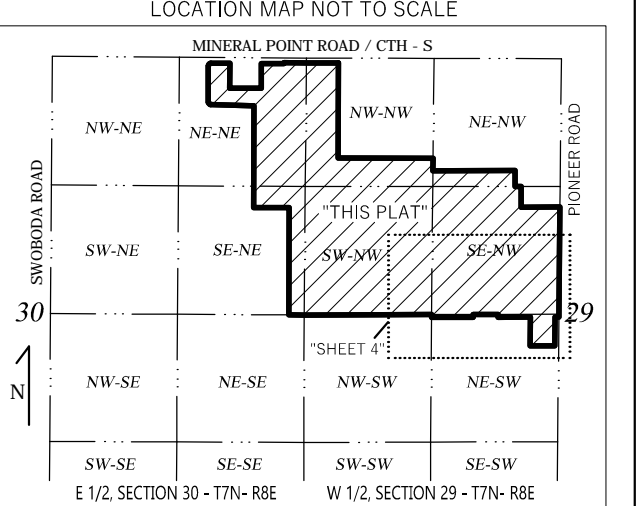 LOCATION MAP NOT TO SCALE
MINERAL POINT ROAD / CTH - S
NW-NE
NE-NE
NW-NW
NE-NW
SWOBODA ROAD
PIONEER ROAD
"THIS PLAT"
SW-NE
SE-NE
SW-NW
SE-NW
30
29
"SHEET 4"
N
NW-SE
NE-SE
NW-SW
NE-SW
SW-SE
SE-SE
SW-SW
SE-SW
E 1/2, SECTION 30 - T7N- R8E
W 1/2, SECTION 29 - T7N- R8E